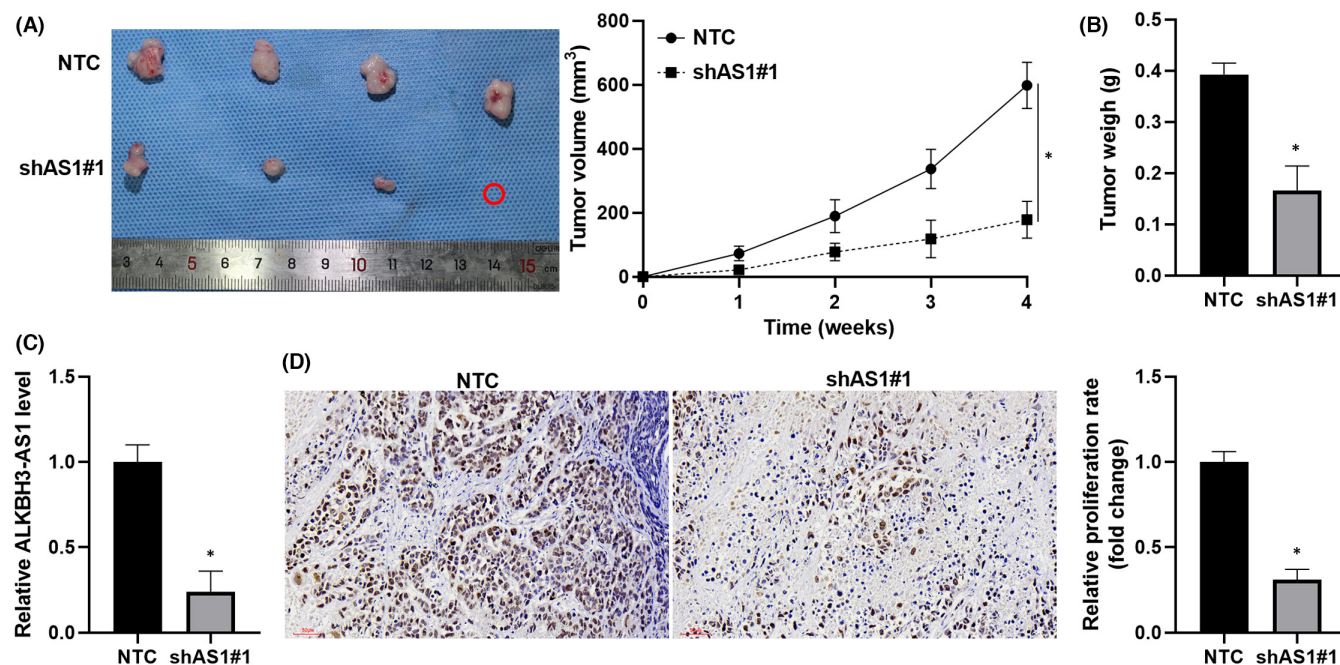 (A)
NTC
shAS1#1
3 4 5 6 7 8 9 10 11 12 13 14 15 cm
Tumor volume (mm³)
800
600
400
200
0
NTC
shAS1#1
*
0 1 2 3 4
Time (weeks)
(B)
Tumor weigh (g)
0.5
0.4
0.3
0.2
0.1
0.0
*
NTC shAS1#1
(C)
Relative ALKBH3-AS1 level
1.5
1.0
0.5
0.0
*
NTC shAS1#1
(D)
NTC
shAS1#1
50μm
Relative proliferation rate
(fold change)
1.5
1.0
0.5
0.0
*
NTC shAS1#1